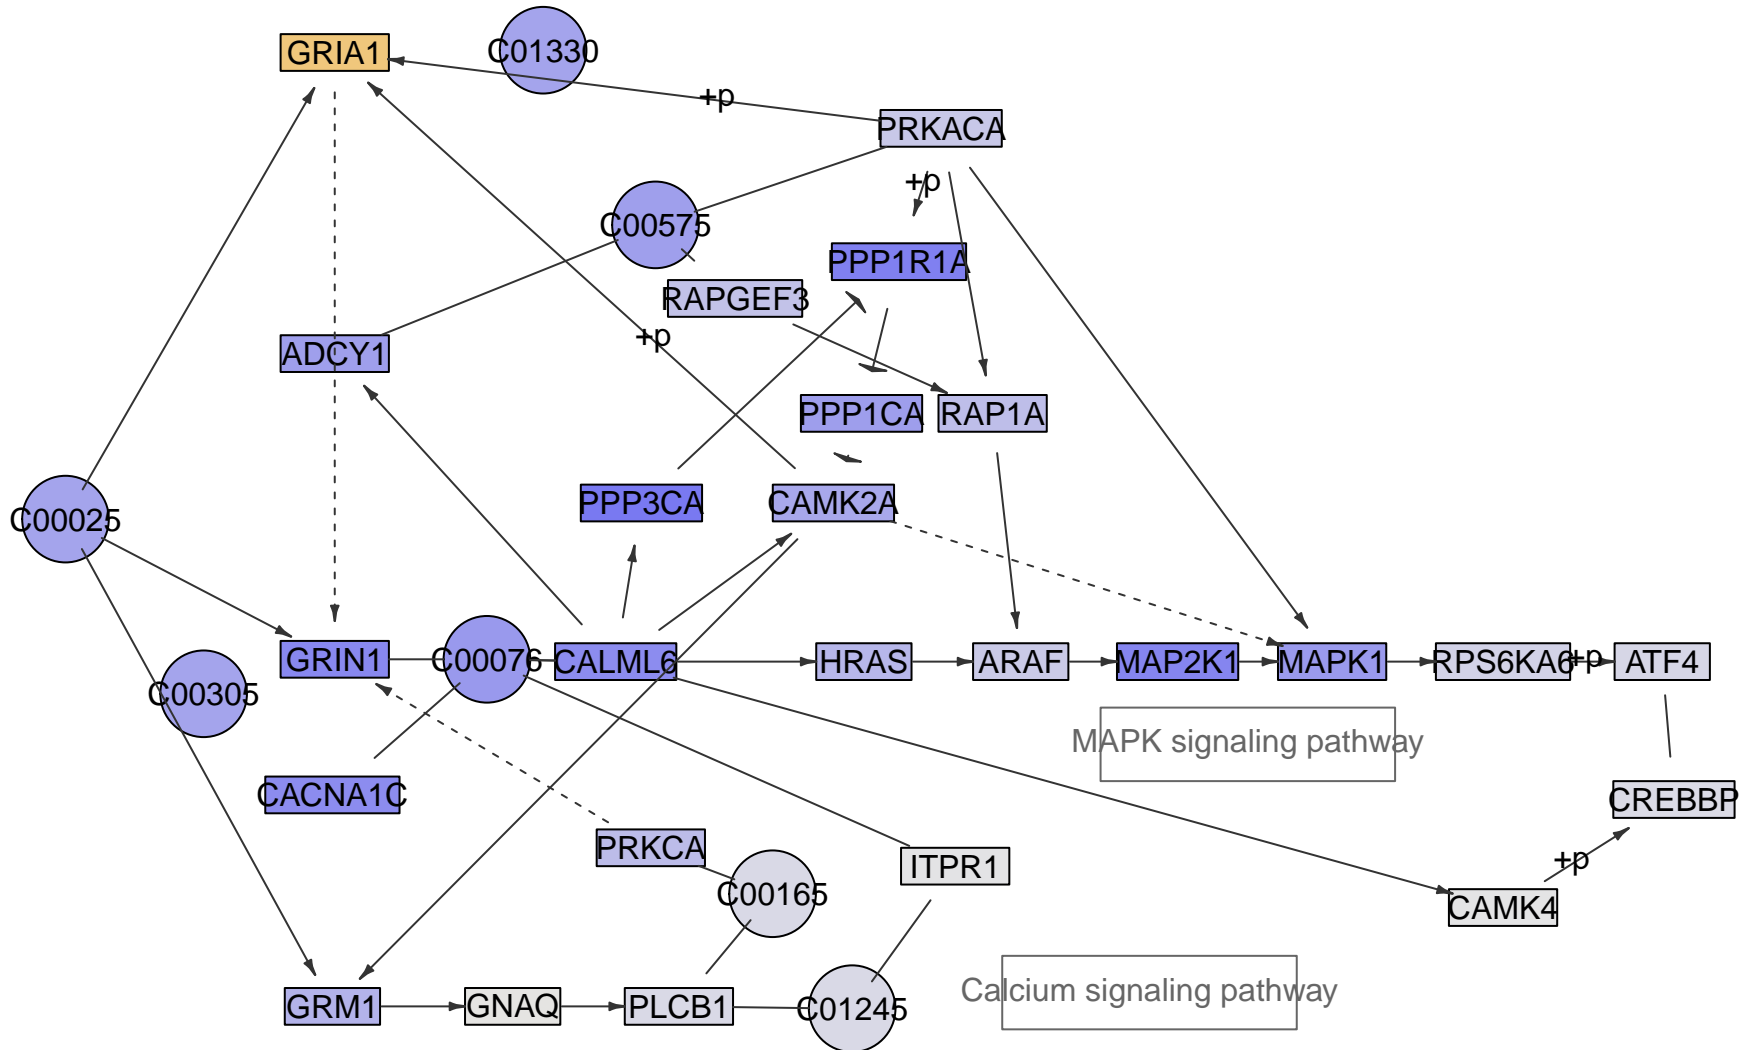 GRIA1
C01330
+p
PRKACA
+p
C00575
PPP1R1A
RAPGEF3
+p
ADCY1
PPP1CA
RAP1A
PPP3CA
CAMK2A
C00025
GRIN1
C00076
CALML6
HRAS
ARAF
MAP2K1
MAPK1
RPS6KA6
+p
ATF4
C00305
MAPK signaling pathway
CACNA1C
CREBBP
PRKCA
ITPR1
+p
C00165
CAMK4
Calcium signaling pathway
GRM1
GNAQ
PLCB1
C01245